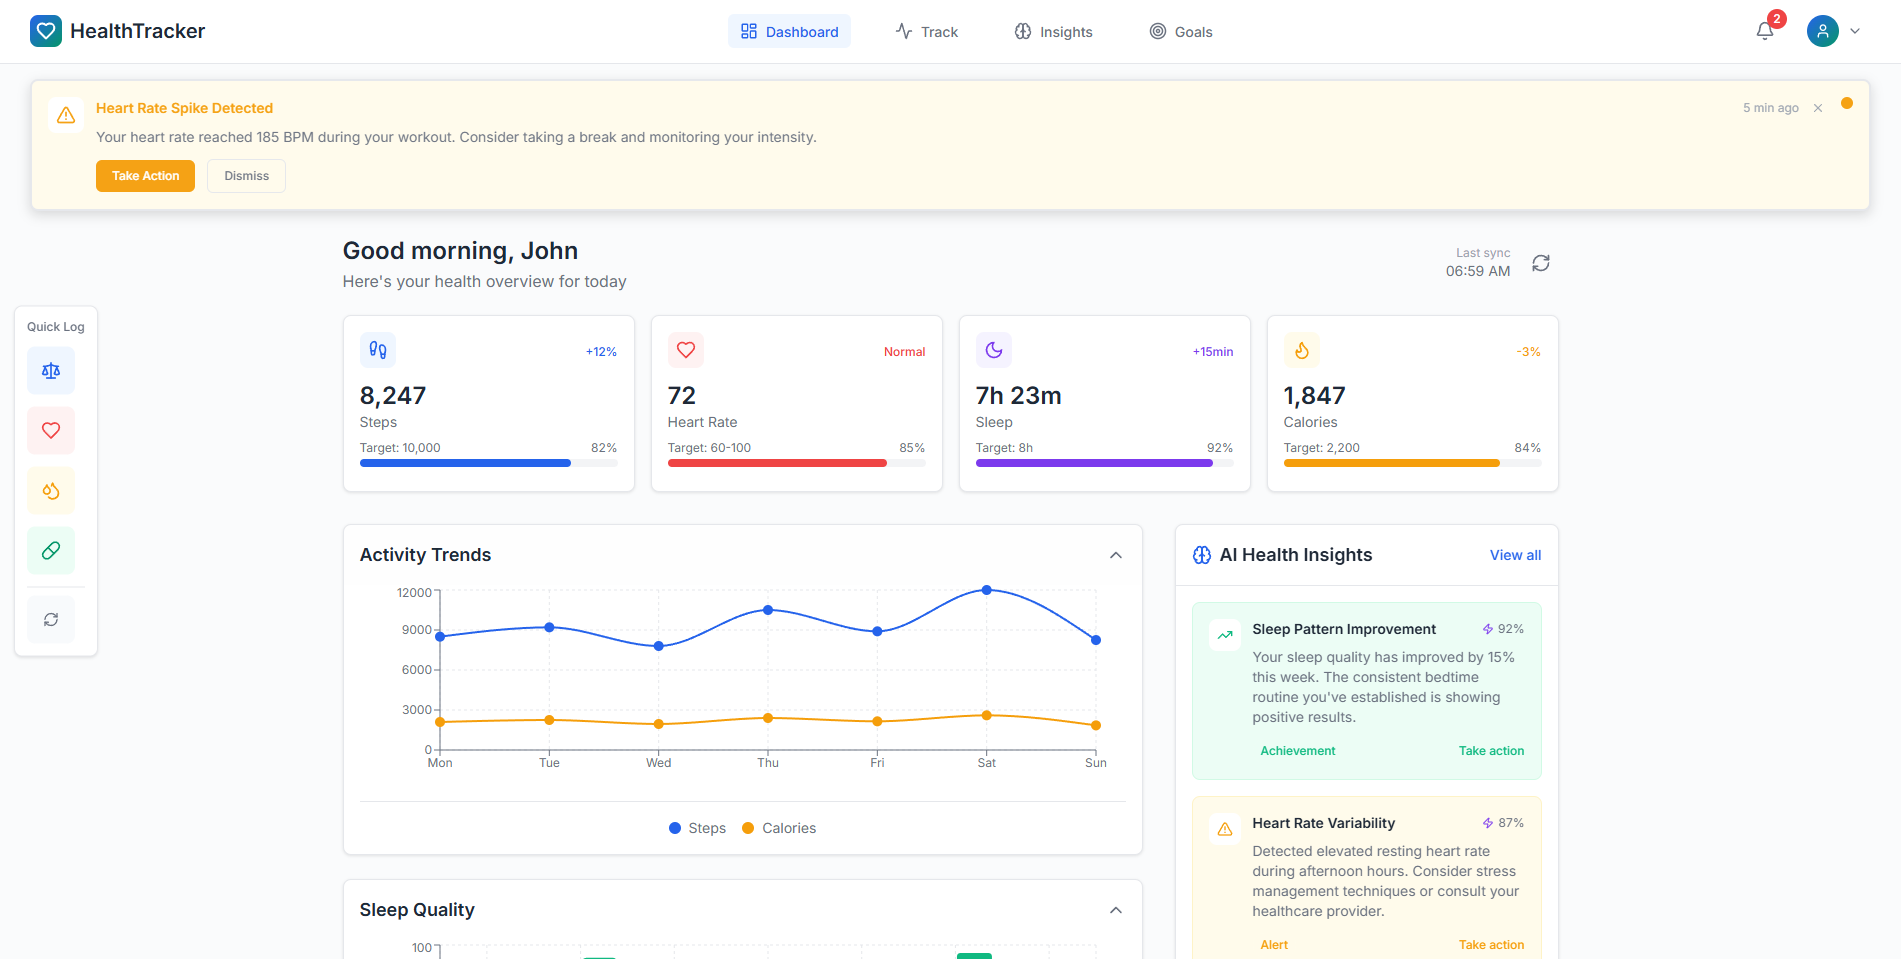 HealthTracker
Dashboard
Track
Insights
Goals
2
Heart Rate Spike Detected
5 min ago
Your heart rate reached 185 BPM during your workout. Consider taking a break and monitoring your intensity.
Take Action
Dismiss
Good morning, John
Here's your health overview for today
Last sync
06:59 AM
Quick Log
+12%
8,247
Steps
Target: 10,000
82%
Normal
72
Heart Rate
Target: 60-100
85%
+15min
7h 23m
Sleep
Target: 8h
92%
-3%
1,847
Calories
Target: 2,200
84%
Activity Trends
12000
9000
6000
3000
0
Mon
Tue
Wed
Thu
Fri
Sat
Sun
Steps
Calories
Sleep Quality
100
AI Health Insights
View all
Sleep Pattern Improvement
92%
Your sleep quality has improved by 15%
this week. The consistent bedtime
routine you've established is showing
positive results.
Achievement
Take action
Heart Rate Variability
87%
Detected elevated resting heart rate
during afternoon hours. Consider stress
management techniques or consult your
healthcare provider.
Alert
Take action